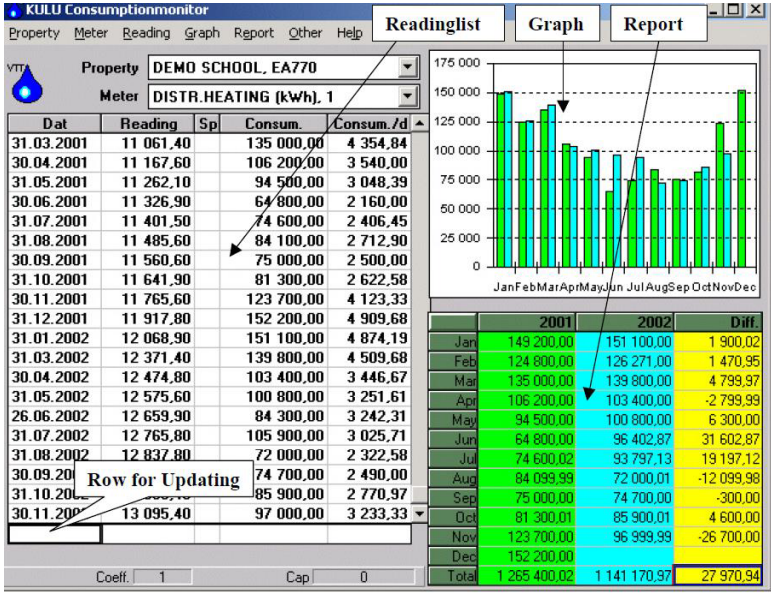 KULU Consumptionmonitor
Property Meter Reading Graph Report Other Help
Readinglist
Graph
Report
VTT
Property DEMO SCHOOL, EA770
Meter DISTR.HEATING (kWh), 1
Dat Reading Sp Consum. Consum./d
31.03.2001 11 061,40 135 000,00 4 354,84
30.04.2001 11 167,60 106 200,00 3 540,00
31.05.2001 11 262,10 94 500,00 3 048,39
30.06.2001 11 326,90 64 800,00 2 160,00
31.07.2001 11 401,50 74 600,00 2 406,45
31.08.2001 11 485,60 84 100,00 2 712,90
30.09.2001 11 560,60 75 000,00 2 500,00
31.10.2001 11 641,90 81 300,00 2 622,58
30.11.2001 11 765,60 123 700,00 4 123,33
31.12.2001 11 917,80 152 200,00 4 909,68
31.01.2002 12 068,90 151 100,00 4 874,19
31.03.2002 12 371,40 139 800,00 4 509,68
30.04.2002 12 474,80 103 400,00 3 446,67
31.05.2002 12 575,60 100 800,00 3 251,61
26.06.2002 12 659,90 84 300,00 3 242,31
31.07.2002 12 765,80 105 900,00 3 025,71
31.08.2002 12 837,80 72 000,00 2 322,58
30.09.20 74 700,00 2 490,00
31.10.2002 85 900,00 2 770,97
30.11.2002 13 095,40 97 000,00 3 233,33
Row for Updating
Coeff. 1 Cap 0
175 000
150 000
125 000
100 000
75 000
50 000
25 000
0
Jan Feb Mar Apr May Jun Jul Aug Sep Oct Nov Dec
2001 2002 Diff.
Jan 149 200,00 151 100,00 1 900,02
Feb 124 800,00 126 271,00 1 470,95
Mar 135 000,00 139 800,00 4 799,97
Apr 106 200,00 103 400,00 -2 799,99
May 94 500,00 100 800,00 6 300,00
Jun 64 800,00 96 402,87 31 602,87
Jul 74 600,02 93 797,13 19 197,12
Aug 84 099,99 72 000,01 -12 099,98
Sep 75 000,00 74 700,00 -300,00
Oct 81 300,01 85 900,01 4 600,00
Nov 123 700,00 96 999,99 -26 700,00
Dec 152 200,00
Total 1 265 400,02 1 141 170,97 27 970,94